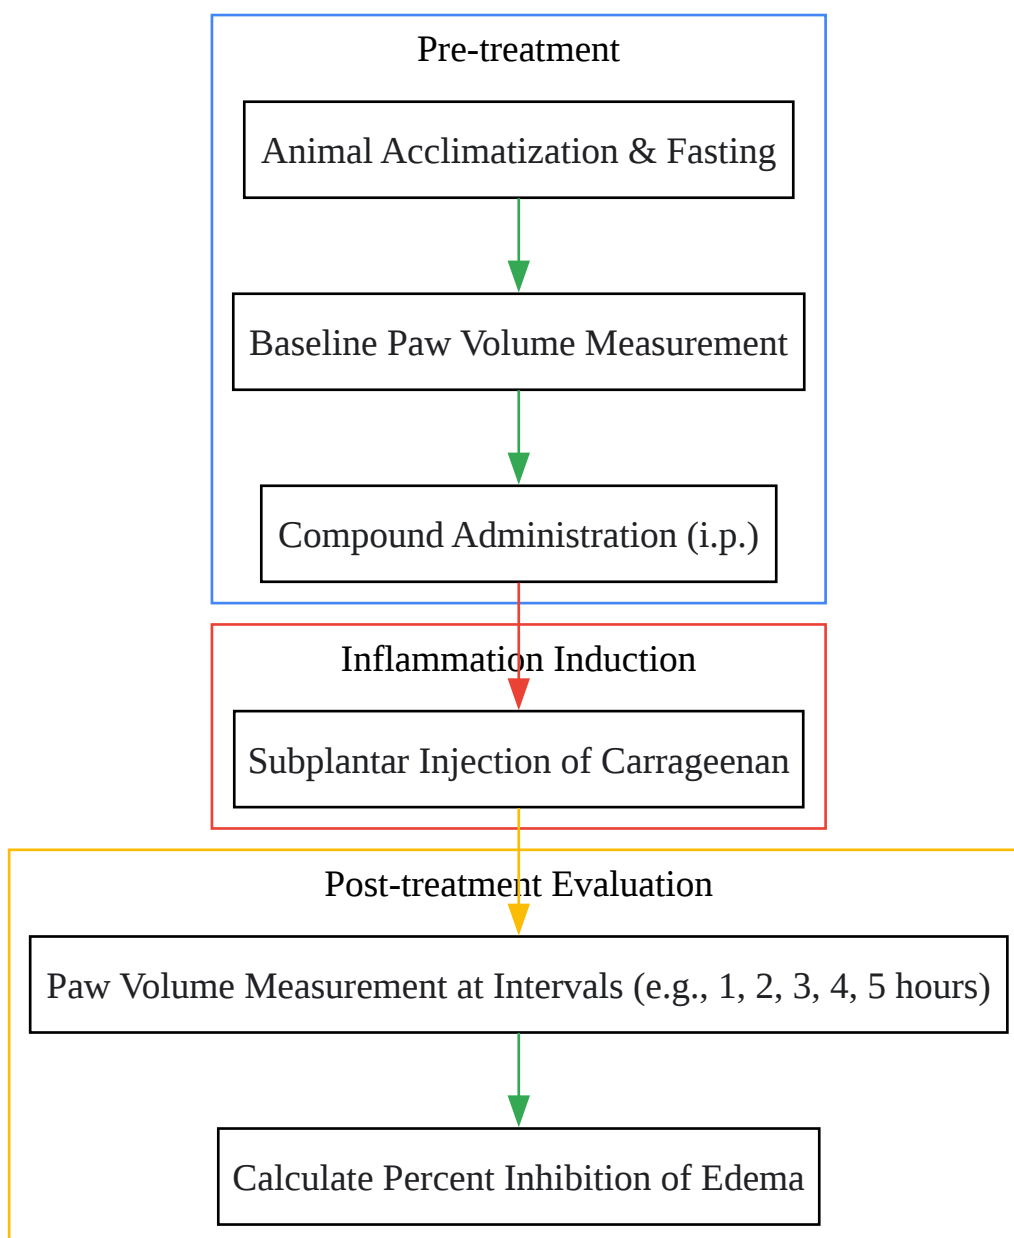 Pre-treatment
Animal Acclimatization & Fasting
Baseline Paw Volume Measurement
Compound Administration (i.p.)
Inflammation Induction
Subplantar Injection of Carrageenan
Post-treatment Evaluation
Paw Volume Measurement at Intervals (e.g., 1, 2, 3, 4, 5 hours)
Calculate Percent Inhibition of Edema